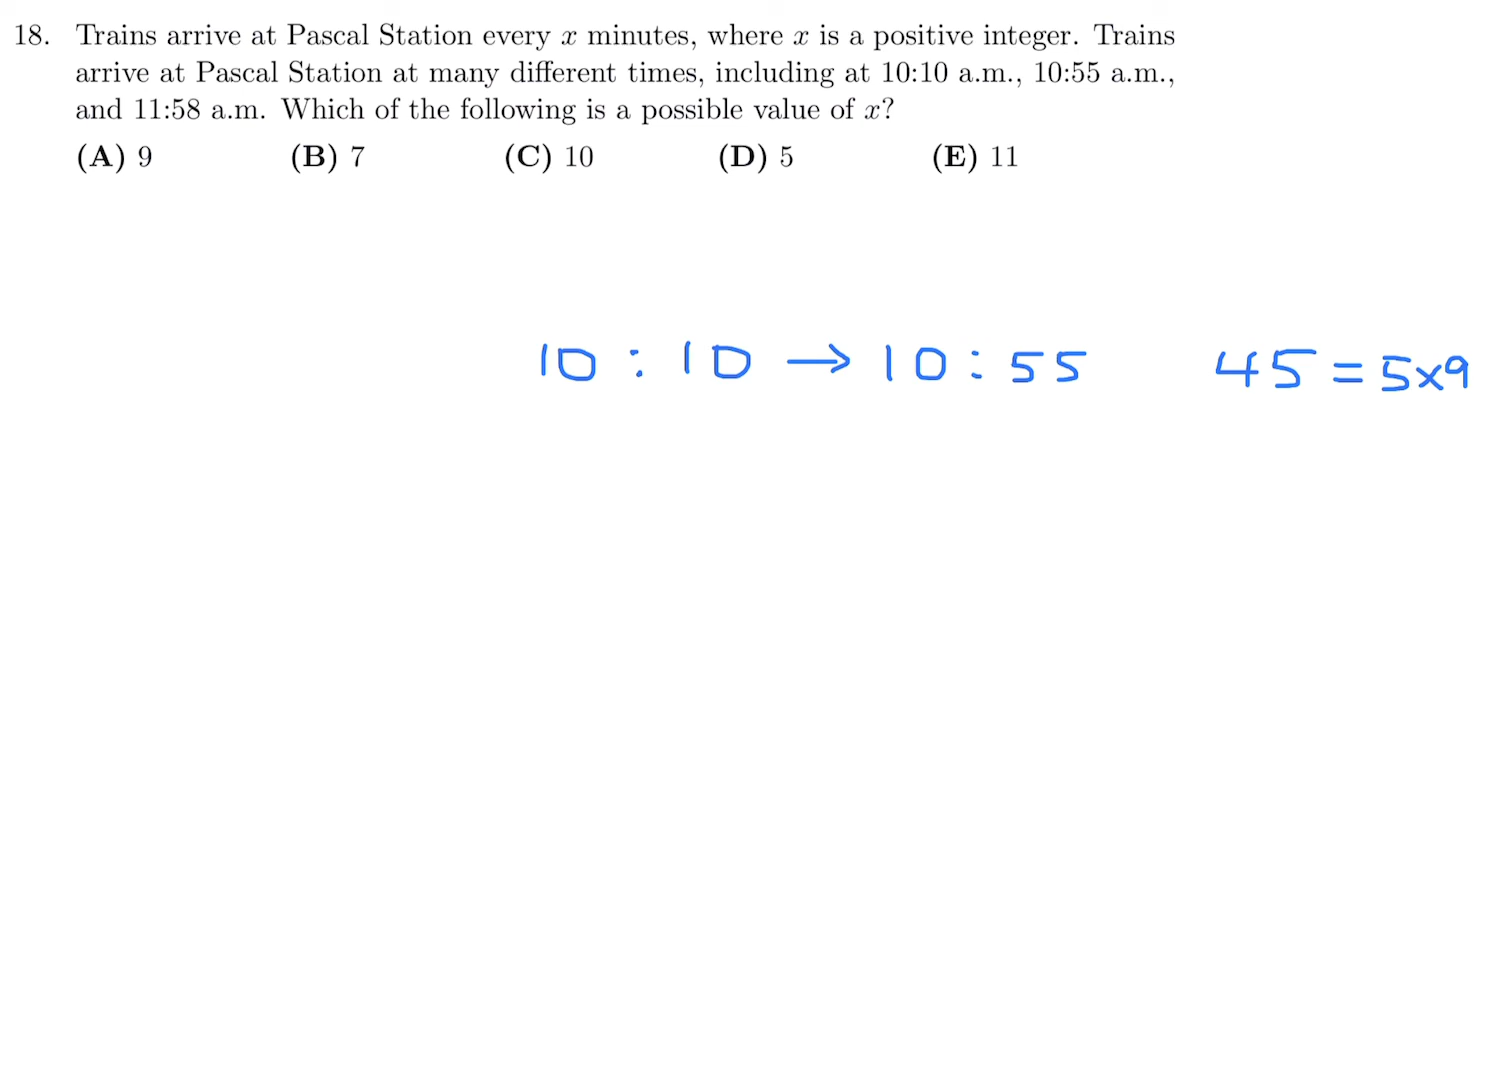 18. Trains arrive at Pascal Station every x minutes, where x is a positive integer. Trains
arrive at Pascal Station at many different times, including at 10:10 a.m., 10:55 a.m.,
and 11:58 a.m. Which of the following is a possible value of x?
(A) 9 (B) 7 (C) 10 (D) 5 (E) 11
10:10 → 10:55 45 = 5x9